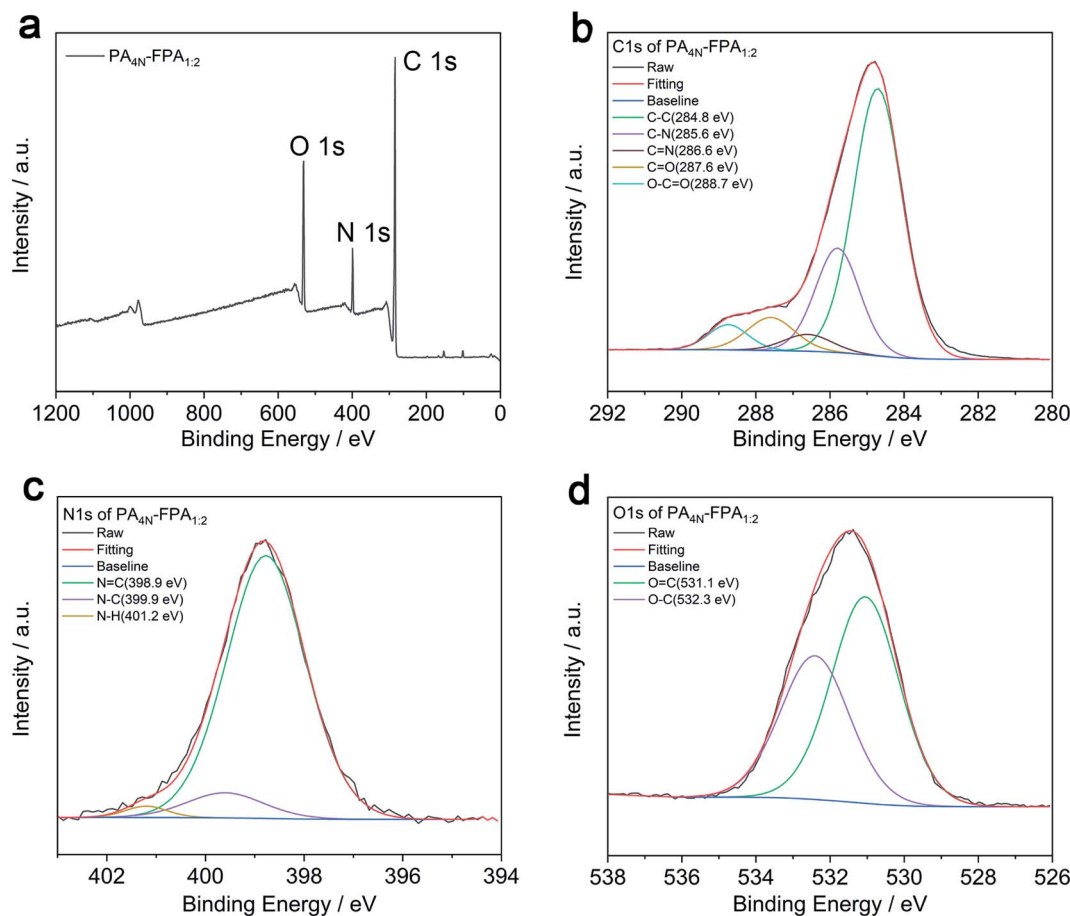 a
PA4N-FPA1:2
C 1s
O 1s
N 1s
Intensity / a.u.
1200 1000 800 600 400 200 0
Binding Energy / eV
b
C1s of PA4N-FPA1:2
Raw
Fitting
Baseline
C-C(284.8 eV)
C-N(285.6 eV)
C=N(286.6 eV)
C=O(287.6 eV)
O-C=O(288.7 eV)
Intensity / a.u.
292 290 288 286 284 282 280
Binding Energy / eV
c
N1s of PA4N-FPA1:2
Raw
Fitting
Baseline
N=C(398.9 eV)
N-C(399.9 eV)
N-H(401.2 eV)
Intensity / a.u.
402 400 398 396 394
Binding Energy / eV
d
O1s of PA4N-FPA1:2
Raw
Fitting
Baseline
O=C(531.1 eV)
O-C(532.3 eV)
Intensity / a.u.
538 536 534 532 530 528 526
Binding Energy / eV